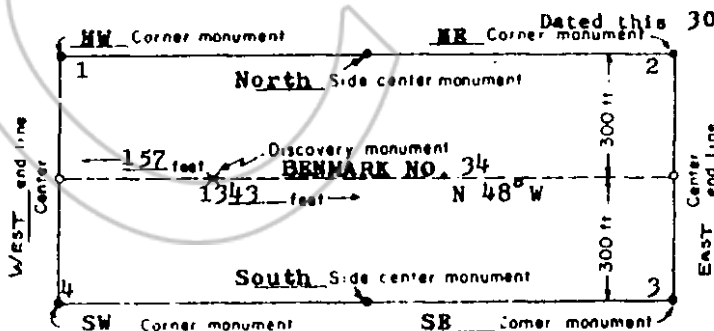 Dated this 30
NW Corner monument NE Corner monument
1 2
North Side center monument
300 ft
157 feet Discovery monument
BENMARK NO. 34
1343 feet N 48° W
WEST end line Center
Center end line EAST
300 ft
South Side center monument
4 3
SW Corner monument SE Corner monument